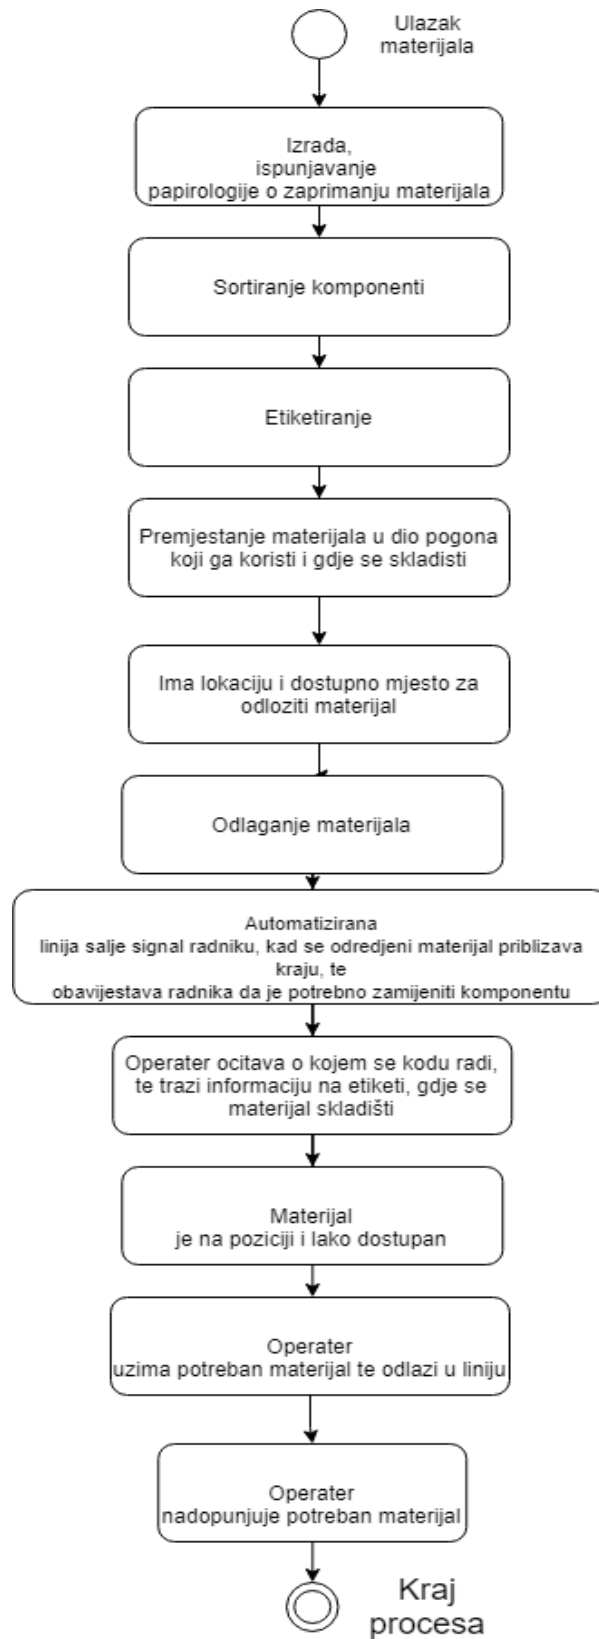 Ulazak
materijala
Izrada,
ispunjavanje
papirologije o zaprimanju materijala
Sortiranje komponenti
Etiketiranje
Premjestanje materijala u dio pogona
koji ga koristi i gdje se skladisti
Ima lokaciju i dostupno mjesto za
odloziti materijal
Odlaganje materijala
Automatizirana
linija salje signal radniku, kad se odredjeni materijal priblizava
kraju, te
obavijestava radnika da je potrebno zamijeniti komponentu
Operater ocitava o kojem se kodu radi,
te trazi informaciju na etiketi, gdje se
materijal skladišti
Materijal
je na poziciji i lako dostupan
Operater
uzima potreban materijal te odlazi u liniju
Operater
nadopunjuje potreban materijal
Kraj
procesa